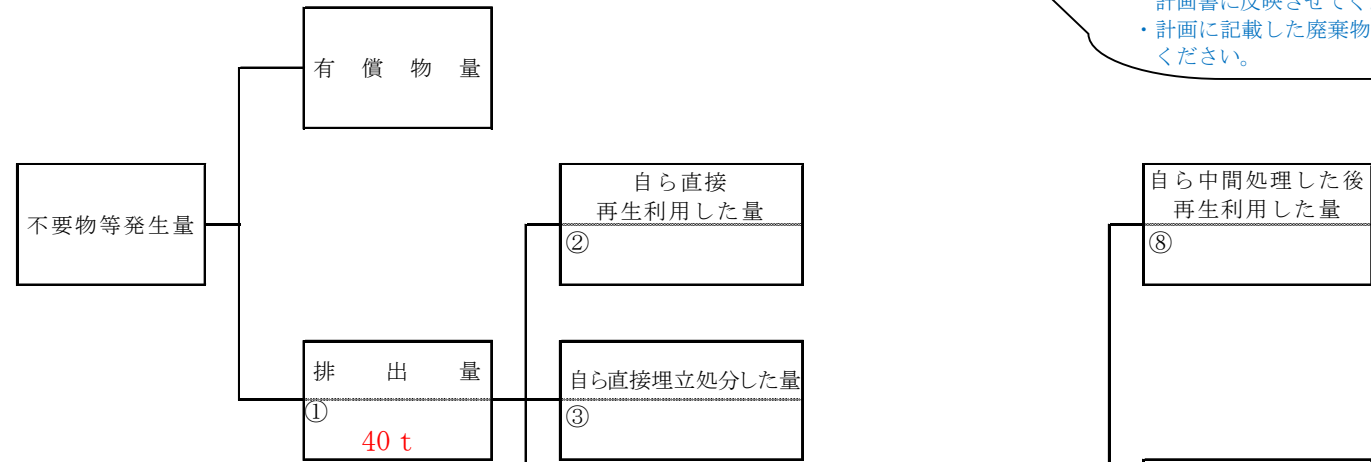 計画書に反映させてく
・計画に記載した廃棄物
ください。
有償物量
不要物等発生量
自ら直接
再生利用した量
②
自ら中間処理した後
再生利用した量
⑧
排出量
①
40 t
自ら直接埋立処分した量
③